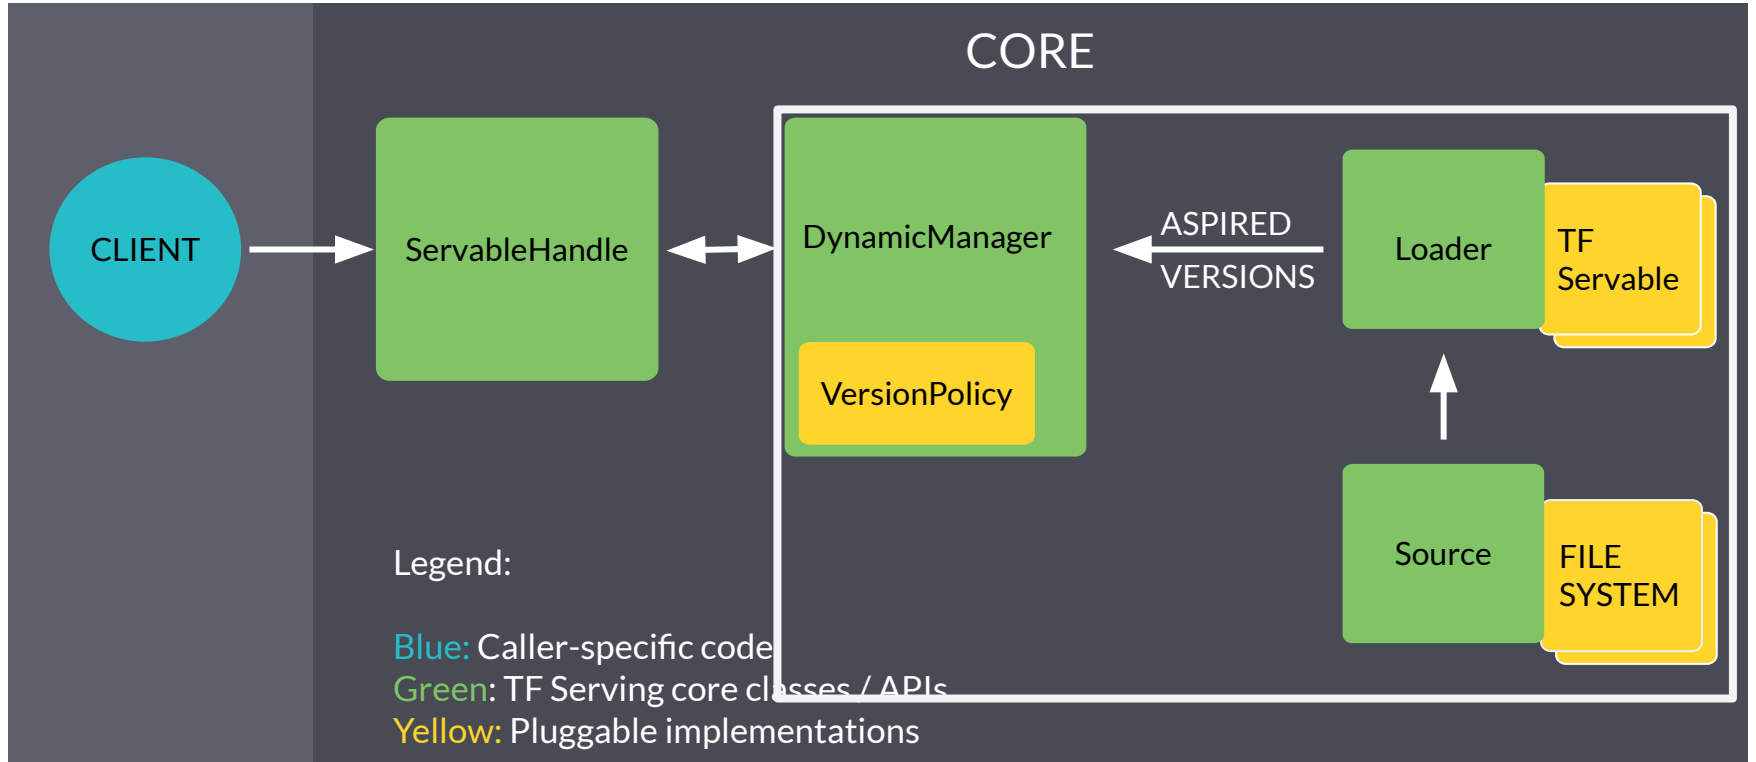 CORE
CLIENT
ServableHandle
DynamicManager
VersionPolicy
ASPIRED
VERSIONS
Loader
TF
Servable
Source
FILE
SYSTEM
Legend:
Blue: Caller-specific code
Green: TF Serving core classes / APIs
Yellow: Pluggable implementations